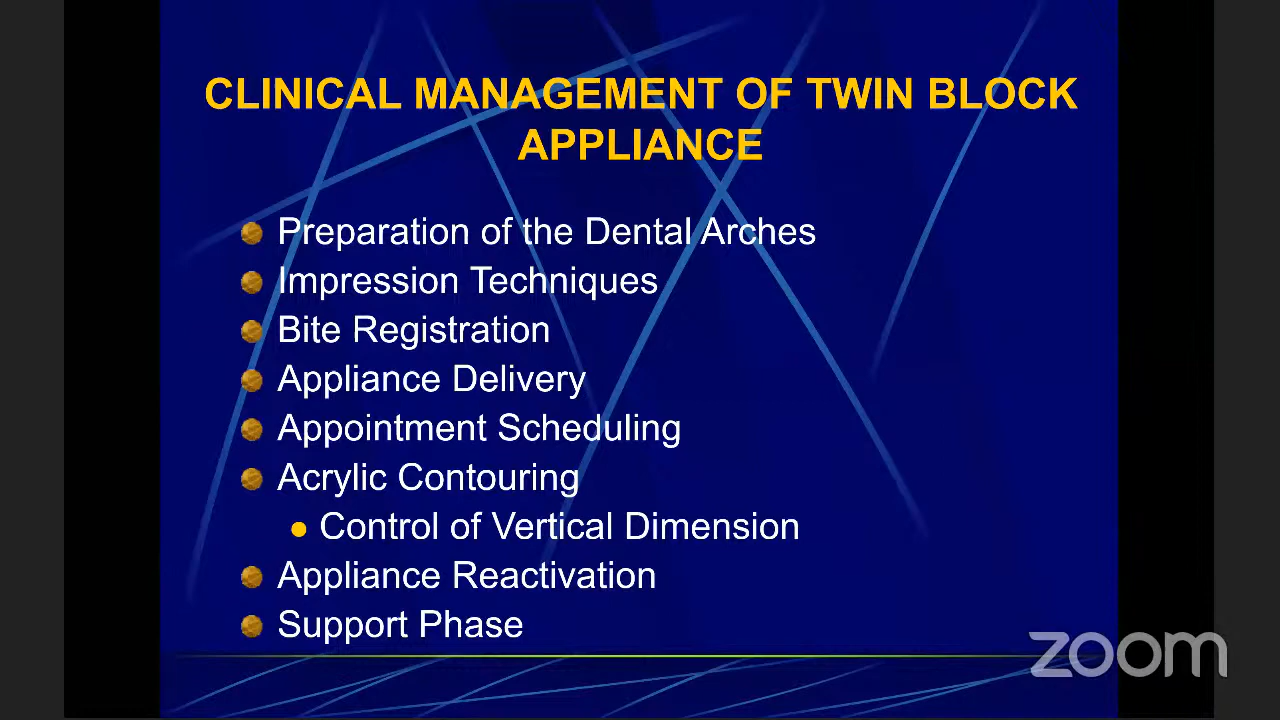 CLINICAL MANAGEMENT OF TWIN BLOCK
APPLIANCE
Preparation of the Dental Arches
Impression Techniques
Bite Registration
Appliance Delivery
Appointment Scheduling
Acrylic Contouring
Control of Vertical Dimension
Appliance Reactivation
Support Phase
zoom